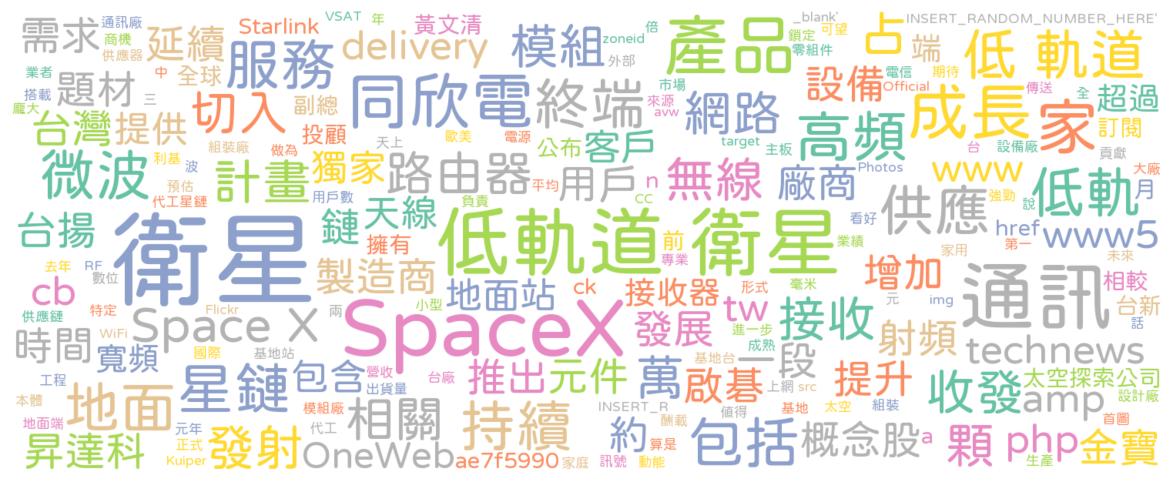 需求
通訊廠
商機
供應器
延續
Starlink
VSAT
年
黃文清
delivery
模組
zoneid
倍
外部
產品
_blank'
可望
鎖定
零組件
占
端
INSERT_RANDOM_NUMBER_HERE'
低 軌道
業者
搭載
龐大
題材
中
三
全球
服務
副總
同欣電
終端
市場
來源
avw
網路
設備
電信
Official
期待
成長
家
傳送
全
超過
訂閱
台灣
提供
切入
投顧
天上
歐美
電源
公布
客戶
target
主板
高頻
台
設備廠
貢獻
微波
利基
波
預估
代工星鏈
組裝廠
計畫
做為
獨家
用戶數
路由器
平均
用戶
n
CC
無線
廠商
Photos
www
強勁
說
低軌
大廠
月
台揚
鏈
天線
擁有
負責
低軌道衛星
前
專業
看好
業績
供應
家用
href
第一
www5
未來
衛星
去年
RF
數位
cb
供應鏈
特定
製造商
地面站
小型
ck
形式
接收器
毫米
tw
增加
元
img
通訊
相較
台新
話
Flickr
兩
Space X
SpaceX
發展
進一步
成熟
接收
射頻
時間
WiFi
寬頻
國際
基地站
工程
星鏈
包含
營收
出貨量
台廠
推出
元件
萬
基地台
一段
啟碁
上網
src
提升
technews
收發
太空探索公司
設計廠
本體
地面
地面端
模組廠
代工
相關
持續
INSERT_R
酬載
值得
基地
太空
組裝
amp
首圖
昇達科
元年
正式
Kuiper
發射
OneWeb
ae7f5990
家庭
訊號
約
算是
動能
包括
概念股
a
顆
php
生產
金寶